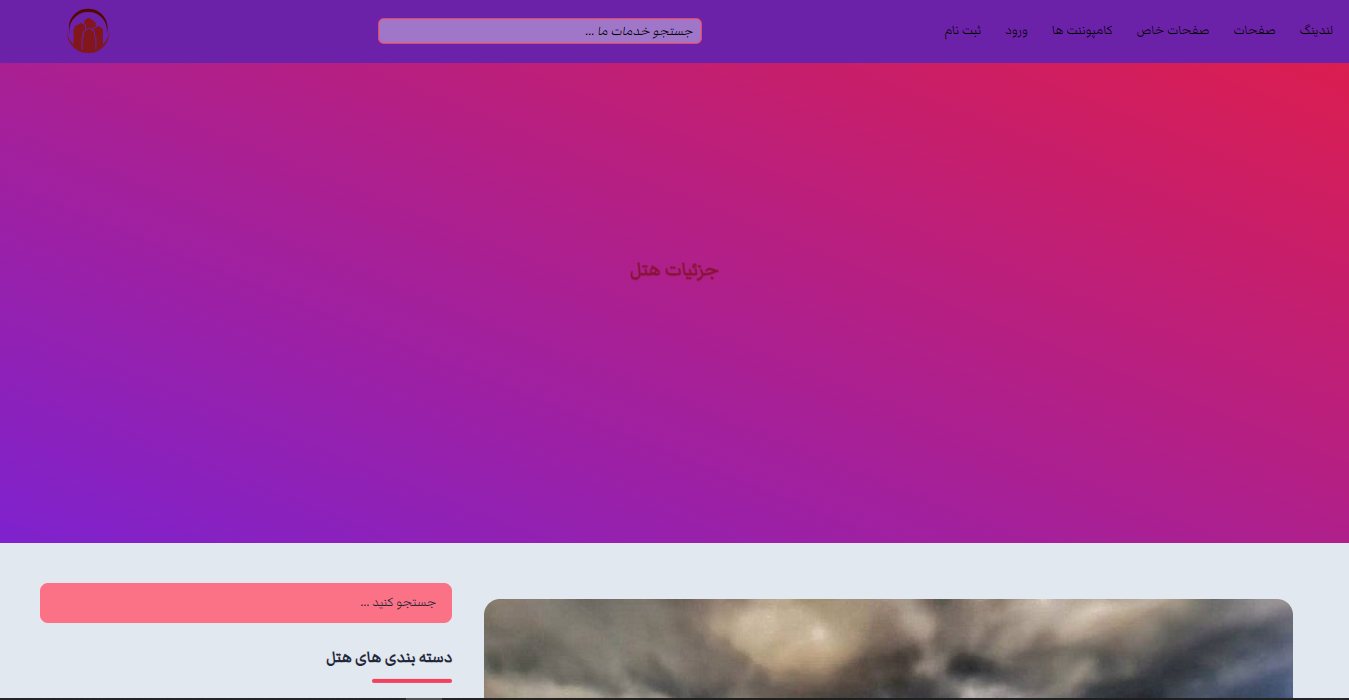 لندینگ
صفحات
صفحات خاص
کامپوننت ها
ورود
ثبت نام
جستجو خدمات ما ...
جزئیات هتل
جستجو کنید ...
دسته بندی های هتل